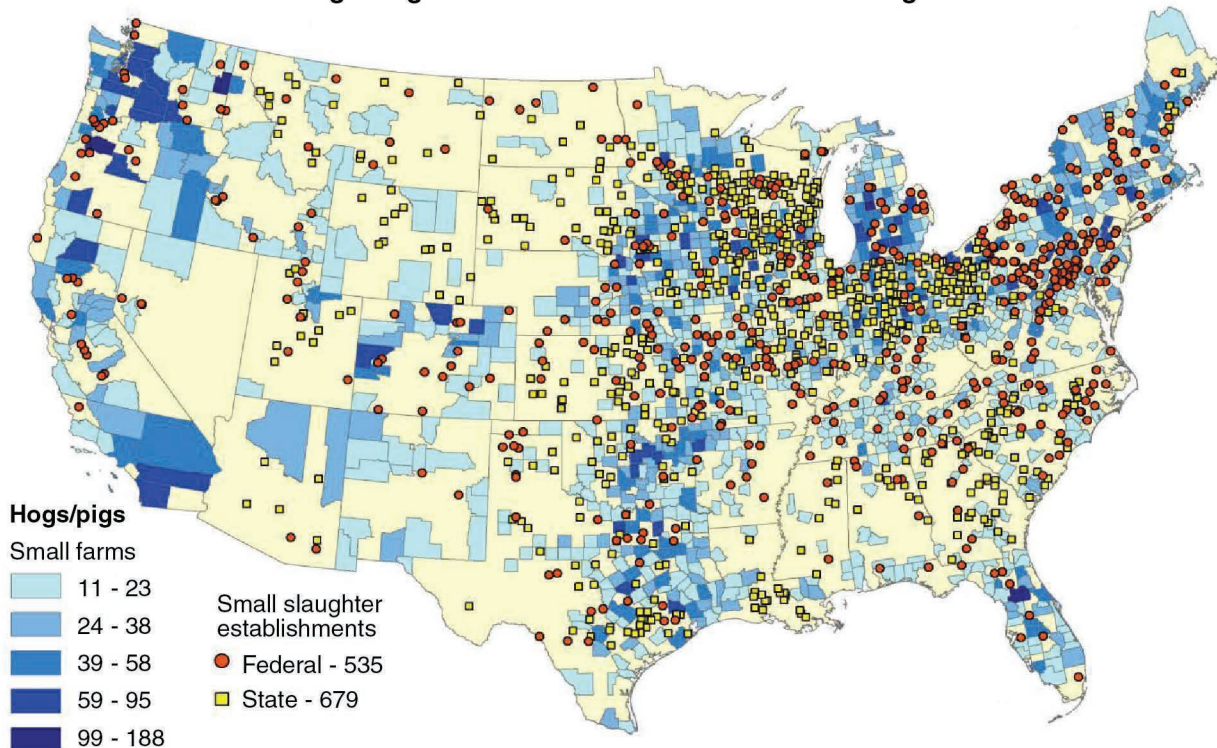 Hogs/pigs
Small farms
11 - 23
24 - 38
39 - 58
59 - 95
99 - 188
Small slaughter
establishments
Federal - 535
State - 679